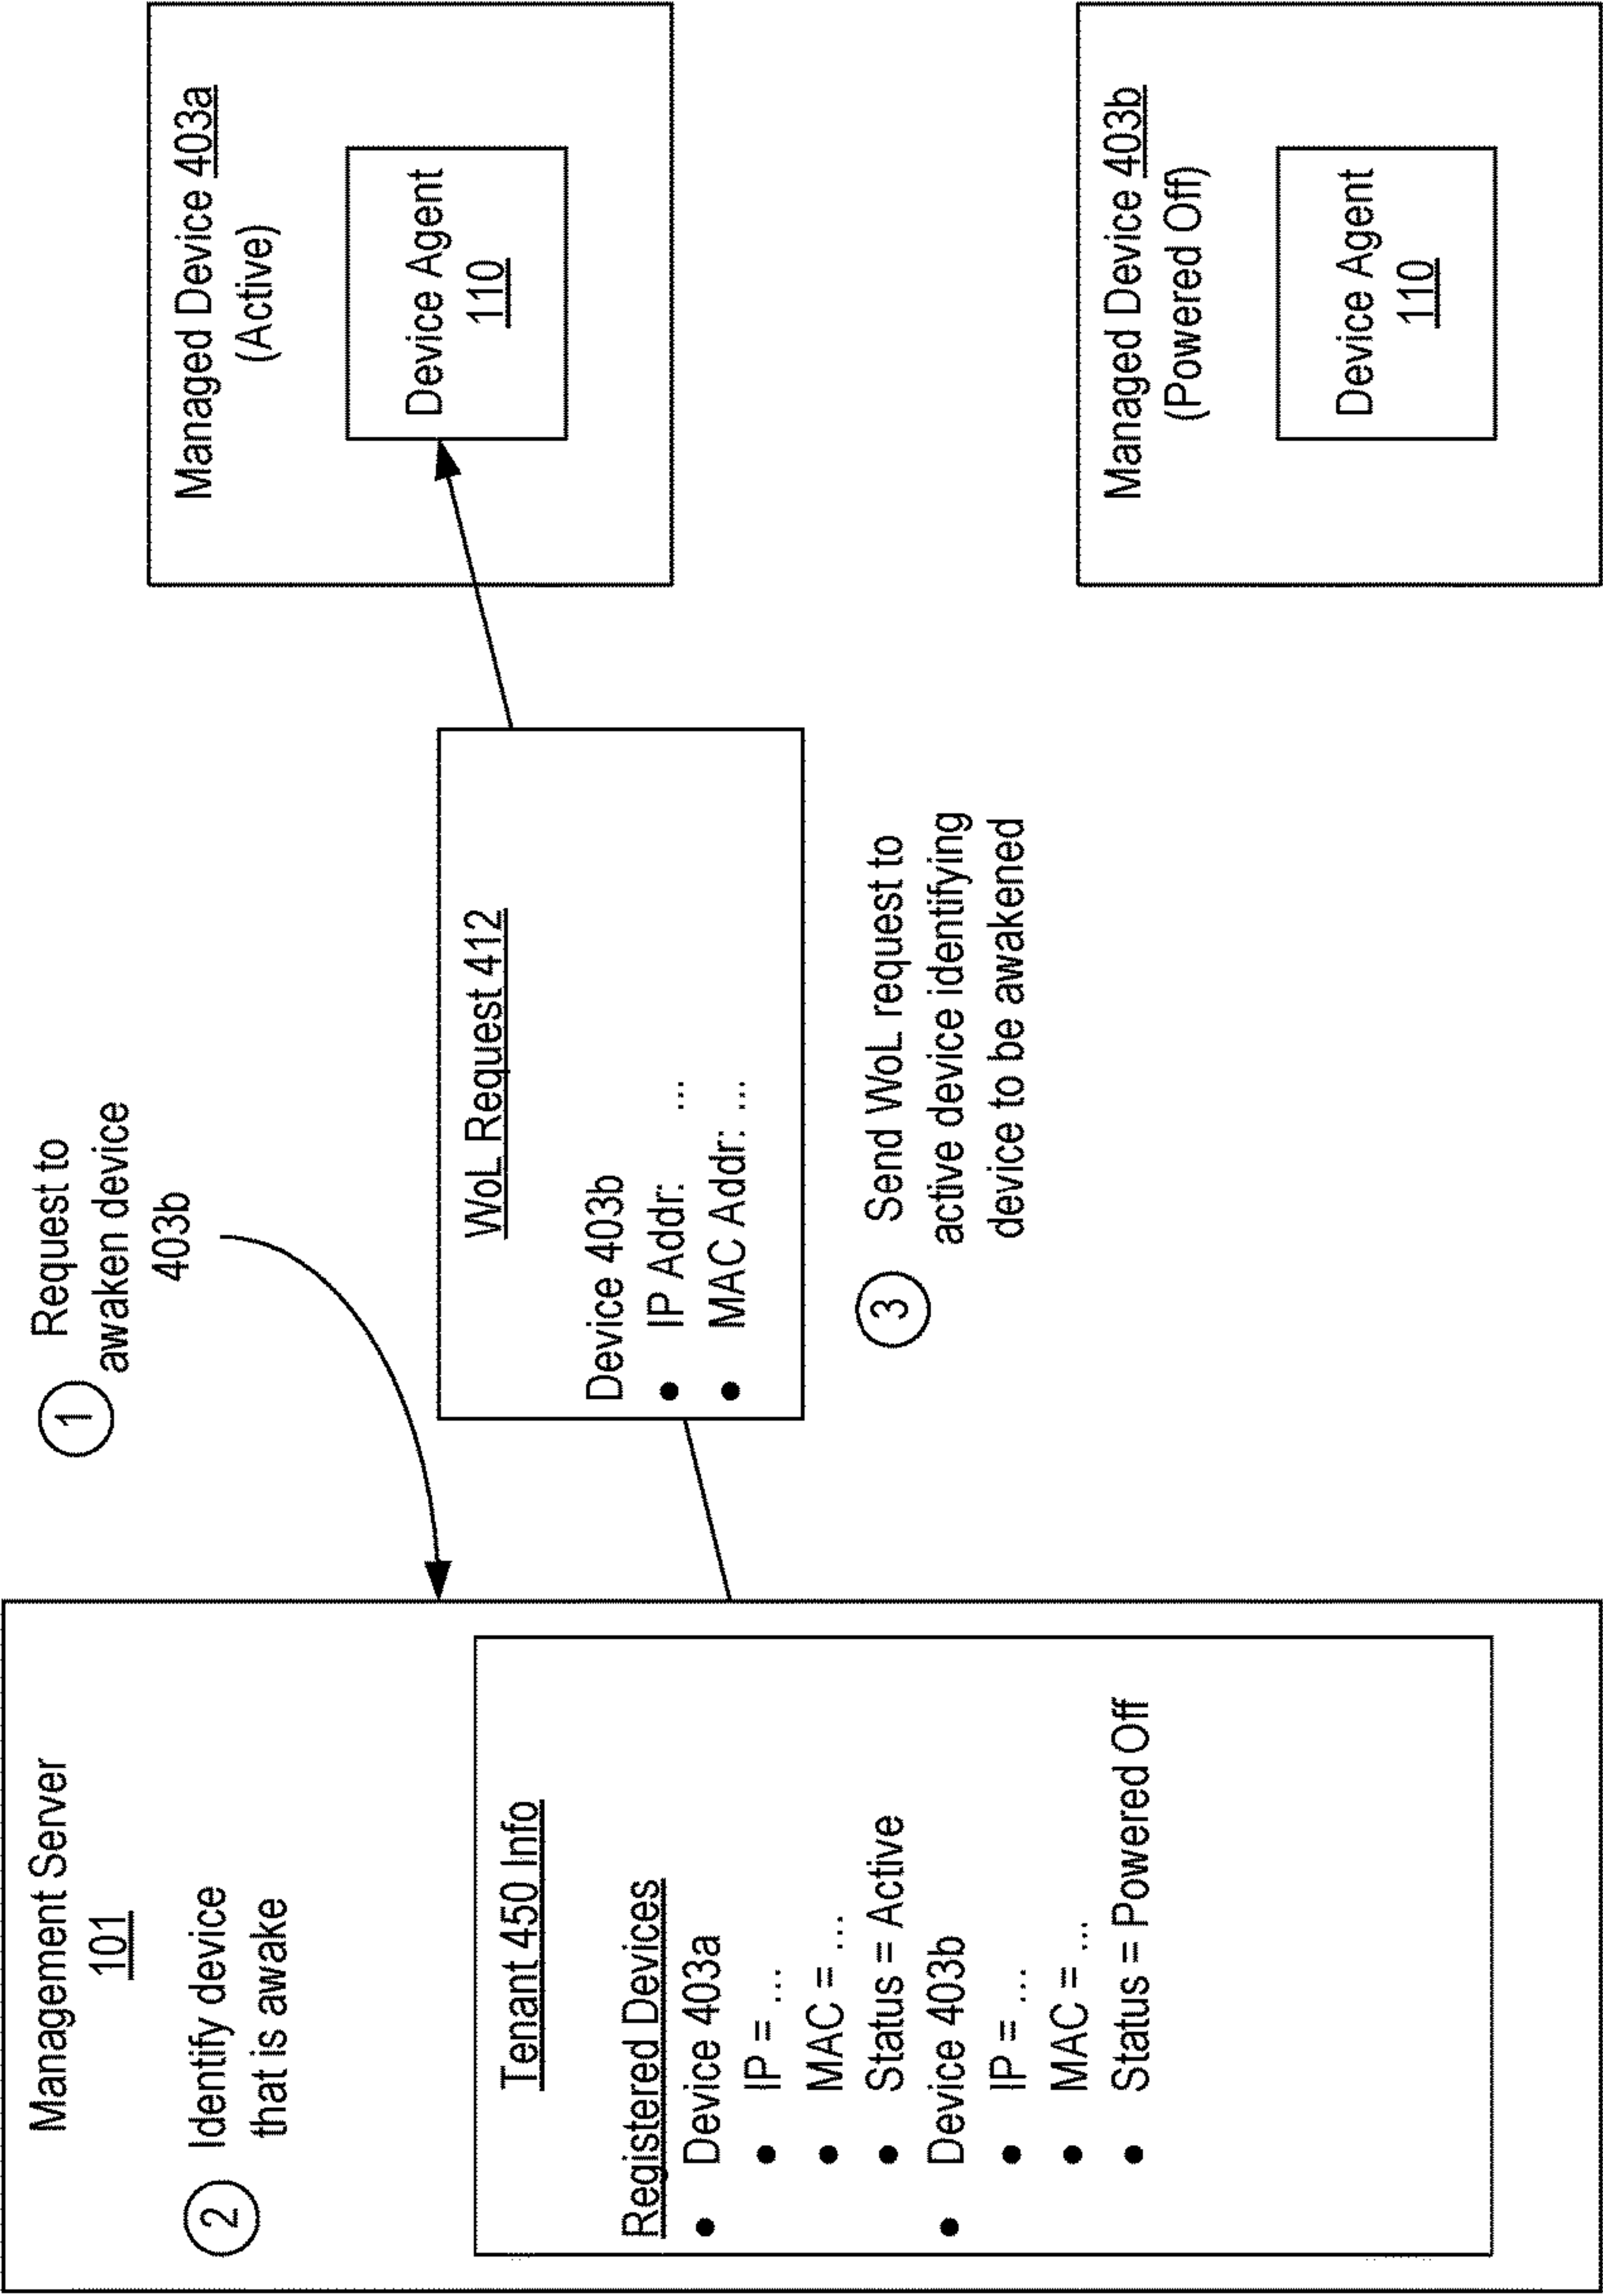 Management Server
101
2 Identify device
that is awake
Tenant 450 Info
Registered Devices
• Device 403a
• IP = ...
• MAC = ...
• Status = Active
• Device 403b
• IP = ...
• MAC = ...
• Status = Powered Off
1 Request to
awaken device
403b
WoL Request 412
Device 403b
• IP Addr: ...
• MAC Addr: ...
3 Send WoL request to
active device identifying
device to be awakened
Managed Device 403a
(Active)
Device Agent
110
Managed Device 403b
(Powered Off)
Device Agent
110